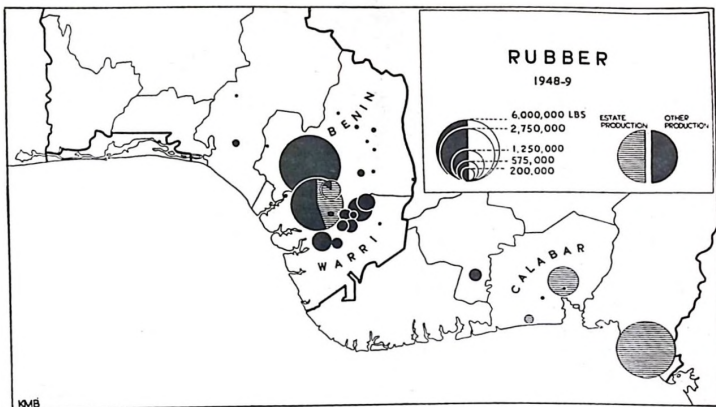 RUBBER
1948-9
6,000,000 LBS
2,750,000
1,250,000
575,000
200,000
ESTATE
PRODUCTION
OTHER
PRODUCTION
BENIN
WARRI
CALABAR
KMB